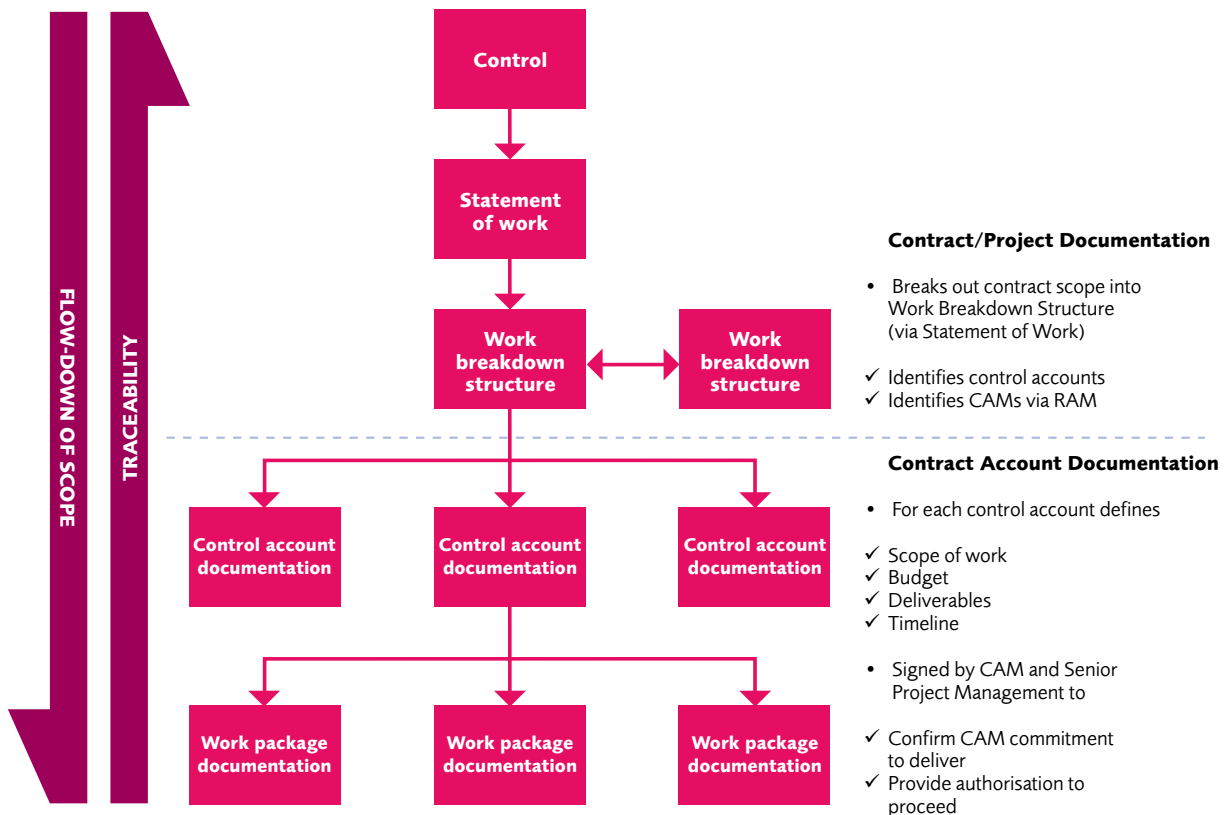 FLOW-DOWN OF SCOPE
TRACEABILITY
Control
Statement
of work
Work
breakdown
structure
Work
breakdown
structure
Contract/Project Documentation
• Breaks out contract scope into
Work Breakdown Structure
(via Statement of Work)
✓ Identifies control accounts
✓ Identifies CAMs via RAM
Control account
documentation
Control account
documentation
Control account
documentation
Contract Account Documentation
• For each control account defines
✓ Scope of work
✓ Budget
✓ Deliverables
✓ Timeline
• Signed by CAM and Senior
Project Management to
✓ Confirm CAM commitment
to deliver
✓ Provide authorisation to
proceed
Work package
documentation
Work package
documentation
Work package
documentation